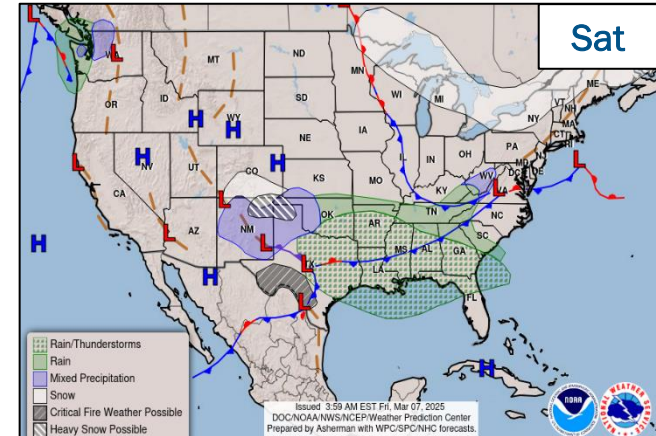 Sat
MT
ND
MN
ME
VT
NH
WI
MI
NY
MA
CT
RI
OR
ID
WY
SD
IA
PA
NJ
NE
IL
IN
OH
MD
DE
DC
NV
UT
CO
KS
MO
KY
WV
VA
CA
AZ
NM
OK
AR
TN
NC
SC
MS
AL
GA
LA
FL
L
L
L
L
L
L
L
L
L
L
H
H
H
H
H
H
H
Rain/Thunderstorms
Rain
Mixed Precipitation
Snow
Critical Fire Weather Possible
Heavy Snow Possible
Issued 3:59 AM EST Fri, Mar 07, 2025
DOC/NOAA/NWS/NCEP/Weather Prediction Center
Prepared by Asherman with WPC/SPC/NHC forecasts.
NOAA